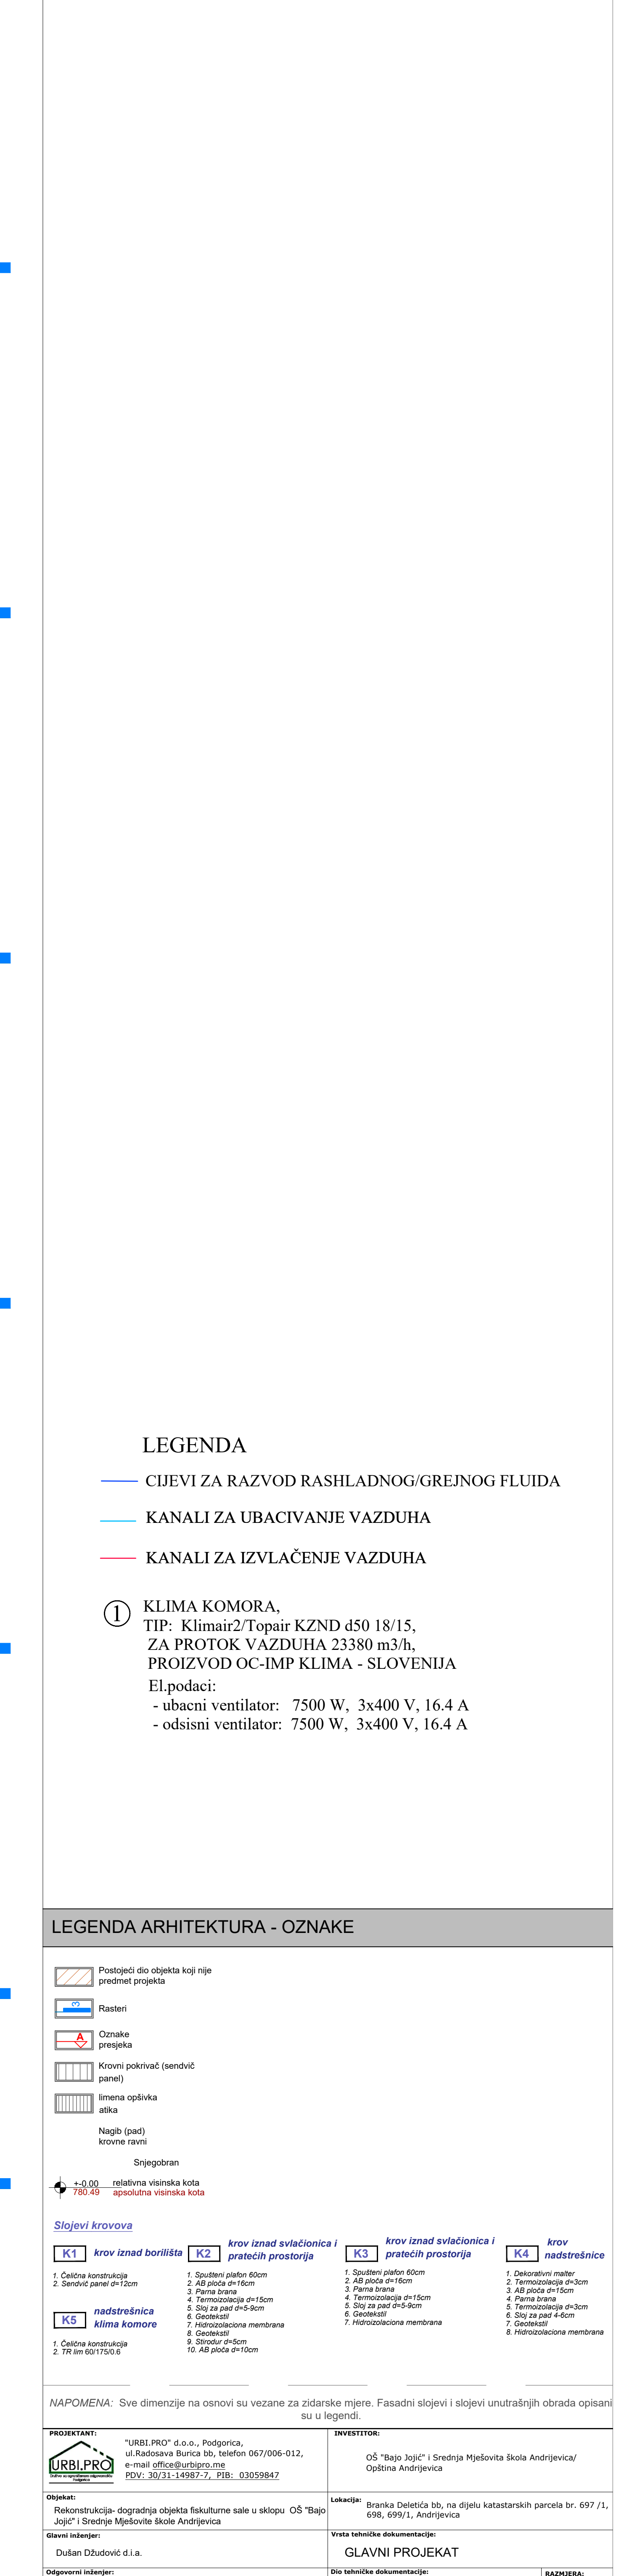 LEGENDA
CIJEVI ZA RAZVOD RASHLADNOG/GREJNOG FLUIDA
KANALI ZA UBACIVANJE VAZDUHA
KANALI ZA IZVLAČENJE VAZDUHA
1
KLIMA KOMORA,
TIP: Klimair2/Topair KZND d50 18/15,
ZA PROTOK VAZDUHA 23380 m3/h,
PROIZVOD OC-IMP KLIMA - SLOVENIJA
El.podaci:
- ubacni ventilator: 7500 W, 3x400 V, 16.4 A
- odsisni ventilator: 7500 W, 3x400 V, 16.4 A
LEGENDA ARHITEKTURA - OZNAKE
Postojeći dio objekta koji nije
predmet projekta
3
Rasteri
A
Oznake
presjeka
Krovni pokrivač (sendvič
panel)
limena opšivka
atika
Nagib (pad)
krovne ravni
Snjegobran
+-0.00 relativna visinska kota
780.49 apsolutna visinska kota
Slojevi krovova
K1 krov iznad borilišta
1. Čelična konstrukcija
2. Sendvić panel d=12cm
K2 krov iznad svlačionica i
pratećih prostorija
1. Spušteni plafon 60cm
2. AB ploča d=16cm
3. Parna brana
4. Termoizolacija d=15cm
5. Sloj za pad d=5-9cm
6. Geotekstil
7. Hidroizolaciona membrana
8. Geotekstil
9. Stirodur d=5cm
10. AB ploča d=10cm
K3 krov iznad svlačionica i
pratećih prostorija
1. Spušteni plafon 60cm
2. AB ploča d=16cm
3. Parna brana
4. Termoizolacija d=15cm
5. Sloj za pad d=5-9cm
6. Geotekstil
7. Hidroizolaciona membrana
K4 krov
nadstrešnice
1. Dekorativni malter
2. Termoizolacija d=3cm
3. AB ploča d=15cm
4. Parna brana
5. Termoizolacija d=3cm
6. Sloj za pad 4-6cm
7. Geotekstil
8. Hidroizolaciona membrana
K5 nadstrešnica
klima komore
1. Čelična konstrukcija
2. TR lim 60/175/0.6
NAPOMENA: Sve dimenzije na osnovi su vezane za zidarske mjere. Fasadni slojevi i slojevi unutrašnjih obrada opisani
su u legendi.
PROJEKTANT:
URBI.PRO
Društvo sa ograničenom odgovornošću
Podgorica
"URBI.PRO" d.o.o., Podgorica,
ul.Radosava Burica bb, telefon 067/006-012,
e-mail office@urbipro.me
PDV: 30/31-14987-7, PIB: 03059847
INVESTITOR:
OŠ "Bajo Jojić" i Srednja Mješovita škola Andrijevica/
Opština Andrijevica
Objekat:
Rekonstrukcija- dogradnja objekta fiskulturne sale u sklopu OŠ "Bajo
Jojić" i Srednje Mješovite škole Andrijevica
Lokacija:
Branka Deletića bb, na dijelu katastarskih parcela br. 697 /1,
698, 699/1, Andrijevica
Glavni inženjer:
Dušan Džudović d.i.a.
Vrsta tehničke dokumentacije:
GLAVNI PROJEKAT
Odgovorni inženjer:
Dio tehničke dokumentacije:
RAZMJERA: